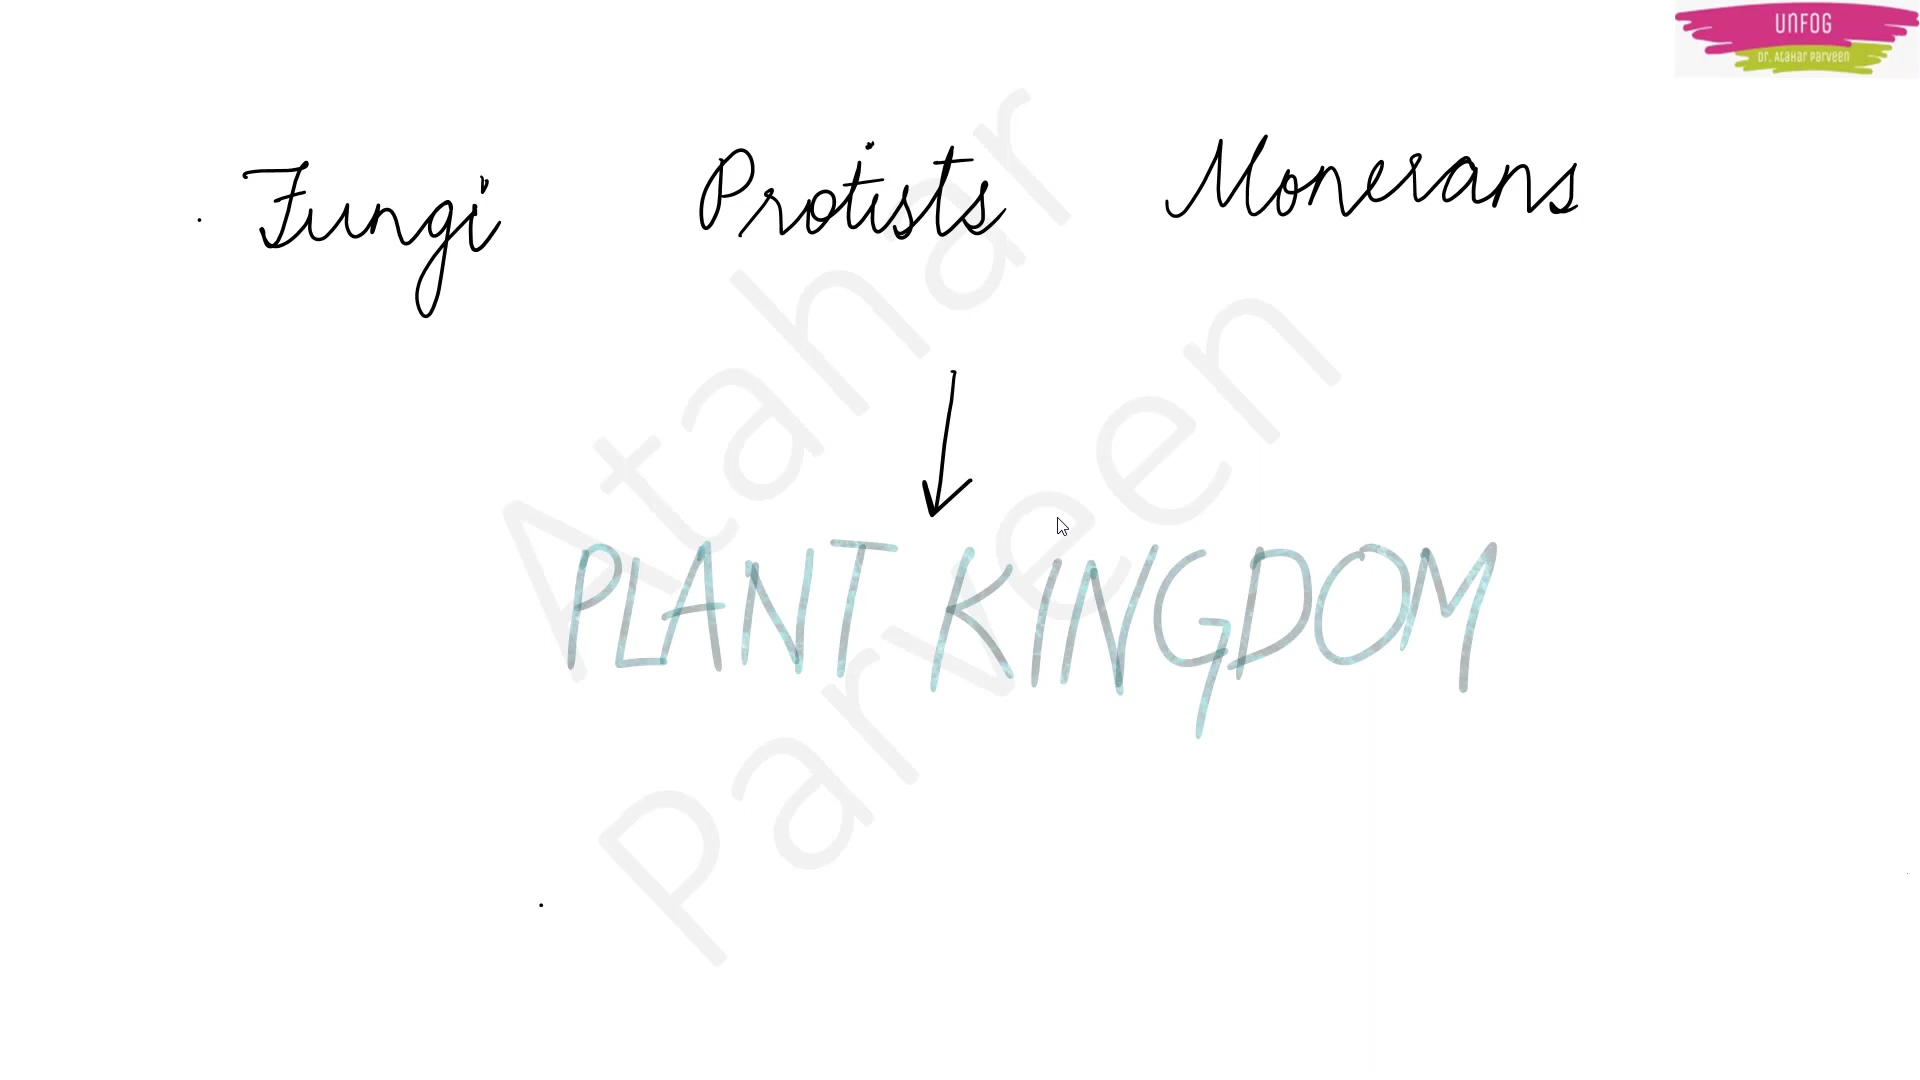 UNFOG
Dr. Atahar Parveen
Fungi Protists Monerans
PLANT KINGDOM
Atahar
Parveen